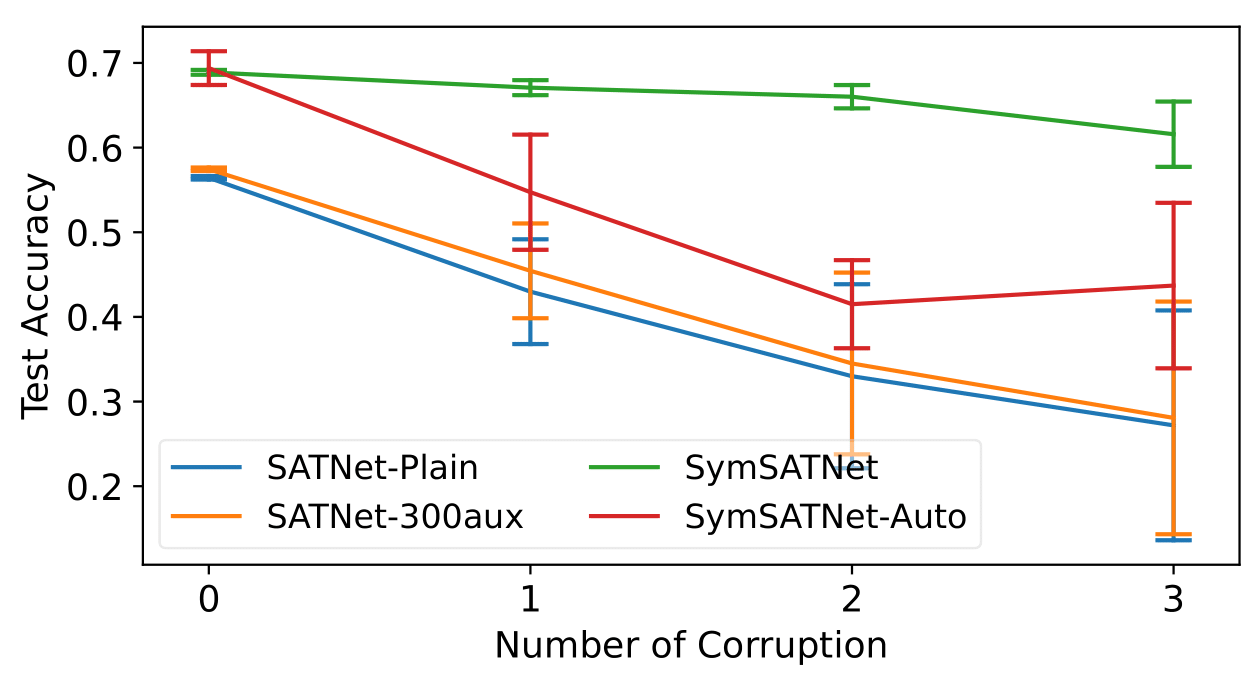 Test Accuracy
0.7
0.6
0.5
0.4
0.3
0.2
SATNet-Plain
SATNet-300aux
SymSATNet
SymSATNet-Auto
0 1 2 3
Number of Corruption